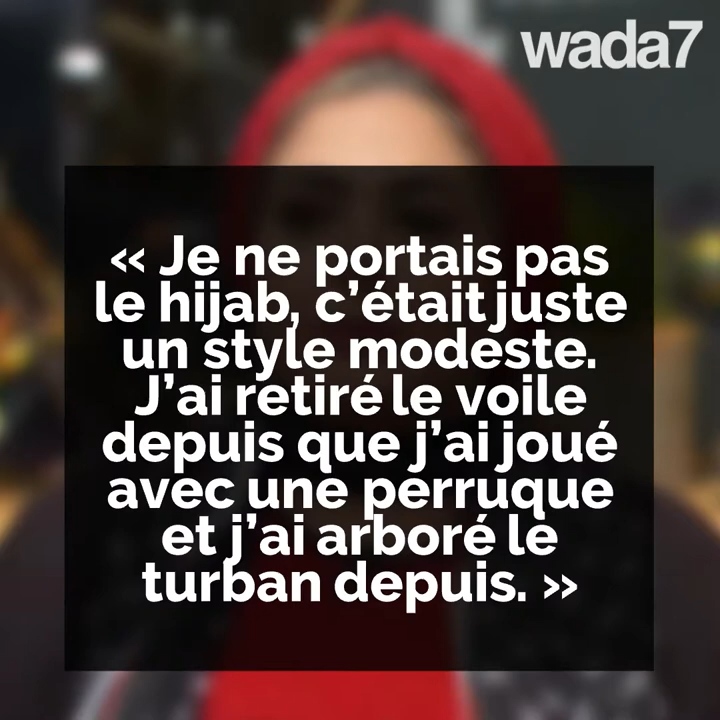 wada7
« Je ne portais pas
le hijab, c’était juste
un style modeste.
J’ai retiré le voile
depuis que j’ai joué
avec une perruque
et j’ai arboré le
turban depuis. »